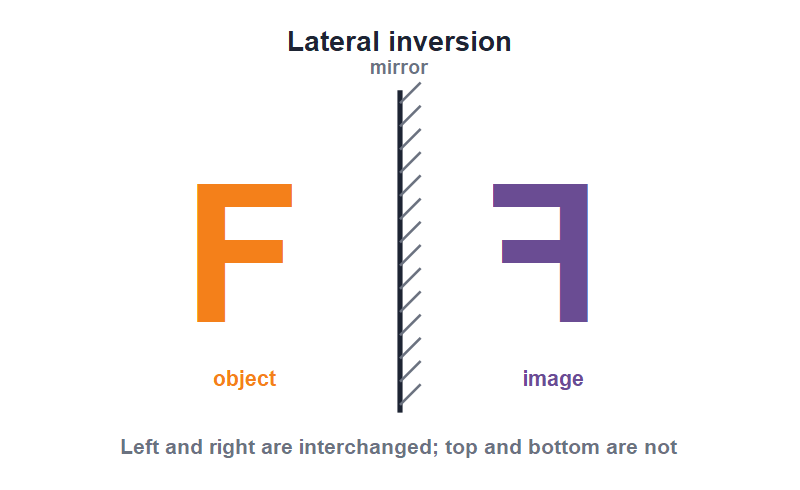 Lateral inversion
mirror
F
object
image
Left and right are interchanged; top and bottom are not